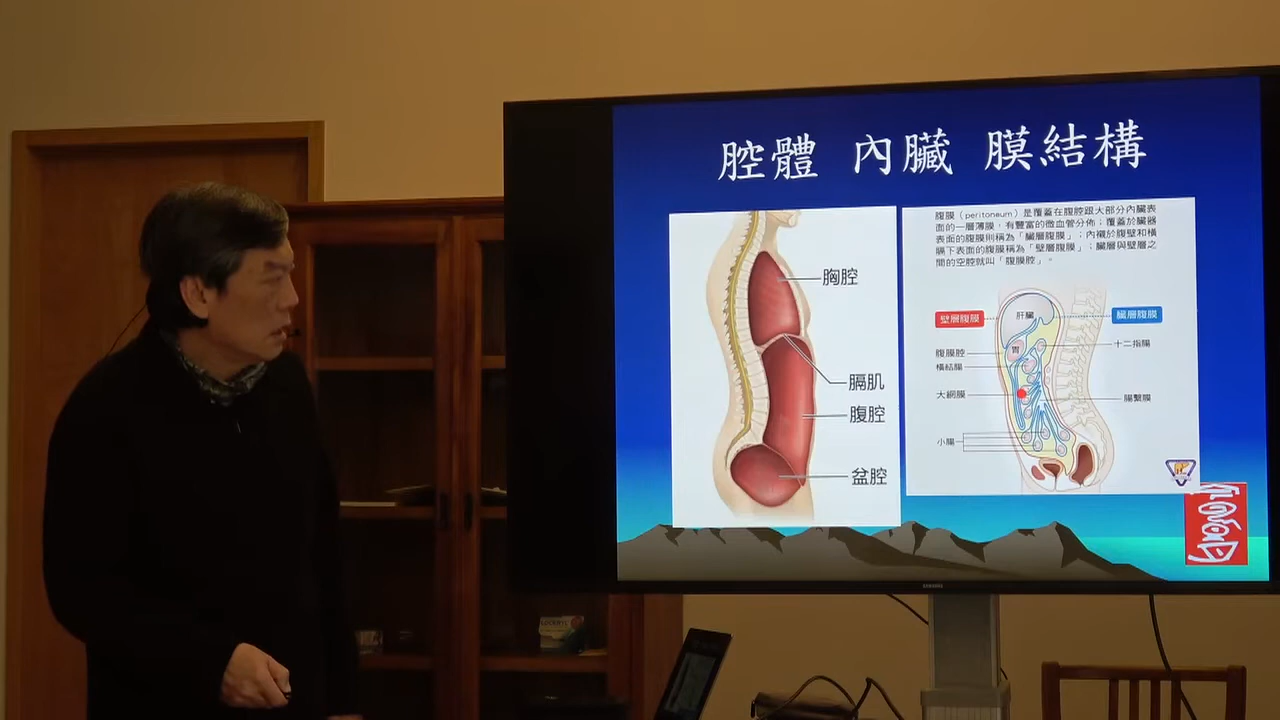 腔體 內臟 膜結構
胸腔
膈肌
腹腔
盆腔
腹膜（peritoneum）是覆蓋在腹腔跟大部分內臟表
面的一層薄膜，有豐富的微血管分佈；覆蓋於臟器
表面的腹膜則稱為「臟層腹膜」；內襯於腹壁和橫
膈下表面的腹膜稱為「壁層腹膜」；臟層與壁層之
間的空腔就叫「腹膜腔」。
壁層腹膜
肝臟
臟層腹膜
胃
十二指腸
腹膜腔
橫結腸
大網膜
腸繫膜
小腸
SAMSUNG